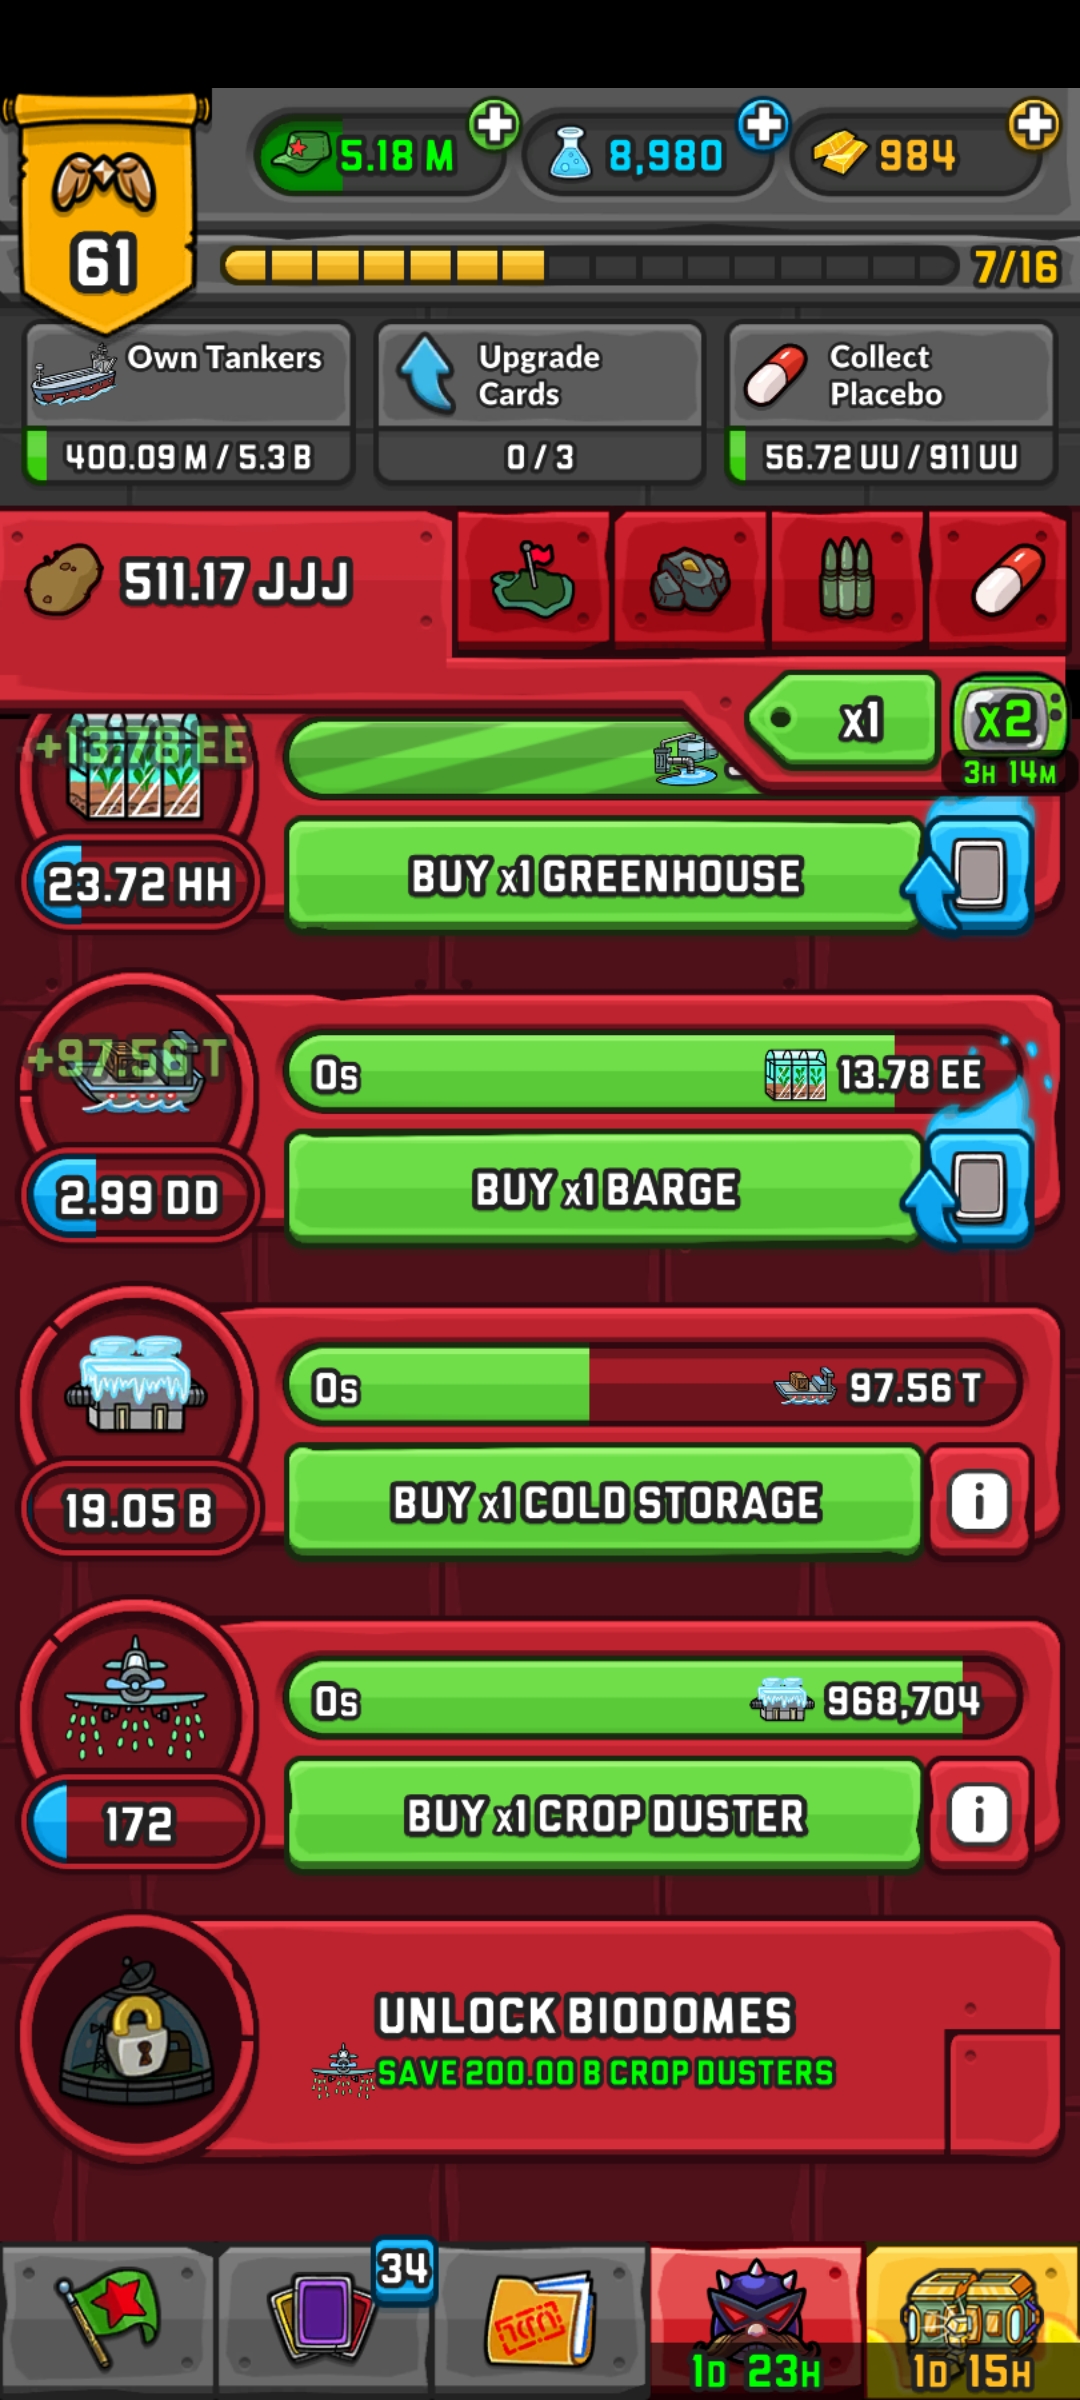 5.18 M
8,980
984
61
7/16
Own Tankers
400.09 M / 5.3 B
Upgrade
Cards
0 / 3
Collect
Placebo
56.72 UU / 911 UU
511.17 JJJ
x1
x2
3H 14M
+13.78 EE
23.72 HH
BUY x1 GREENHOUSE
+97.56 T
0s
13.78 EE
2.99 DD
BUY x1 BARGE
0s
97.56 T
19.05 B
BUY x1 COLD STORAGE
i
0s
968,704
172
BUY x1 CROP DUSTER
i
UNLOCK BIODOMES
SAVE 200.00 B CROP DUSTERS
34
1D 23H
1D 15H